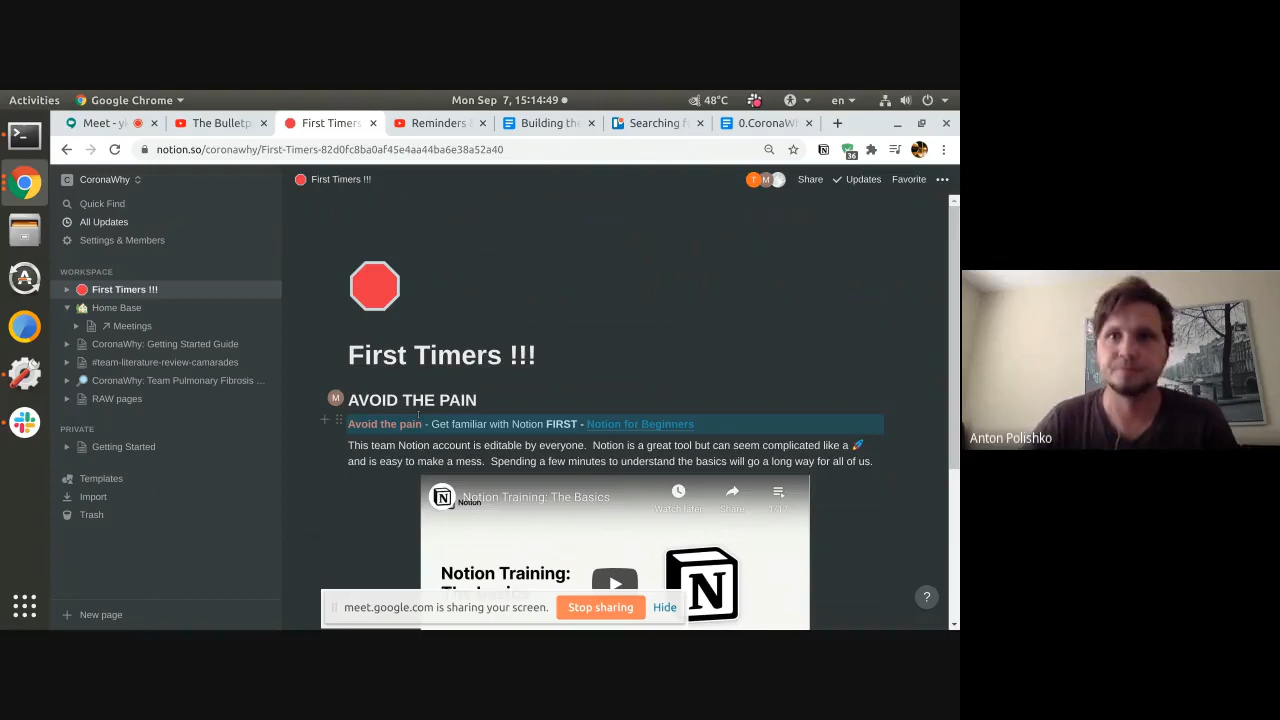 Activities
Google Chrome
Mon Sep 7, 15:14:49
48°C
en
Meet - yk
The Bulletp
First Timers
Reminders
Building the
Searching f
0.CoronaWh
notion.so/coronawhy/First-Timers-82d0fc8ba0af45e4aa44ba6e38a52a40
36
C CoronaWhy
First Timers !!!
T M
Share
Updates
Favorite
Quick Find
All Updates
Settings & Members
WORKSPACE
First Timers !!!
Home Base
Meetings
CoronaWhy: Getting Started Guide
#team-literature-review-camarades
CoronaWhy: Team Pulmonary Fibrosis ...
RAW pages
PRIVATE
Getting Started
Templates
Import
Trash
New page
First Timers !!!
M AVOID THE PAIN
Avoid the pain - Get familiar with Notion FIRST - Notion for Beginners
This team Notion account is editable by everyone. Notion is a great tool but can seem complicated like a 🚀
and is easy to make a mess. Spending a few minutes to understand the basics will go a long way for all of us.
Notion Training: The Basics
Notion
Watch later
Share
1/17
Notion Training:
N
meet.google.com is sharing your screen.
Stop sharing
Hide
?
Anton Polishko